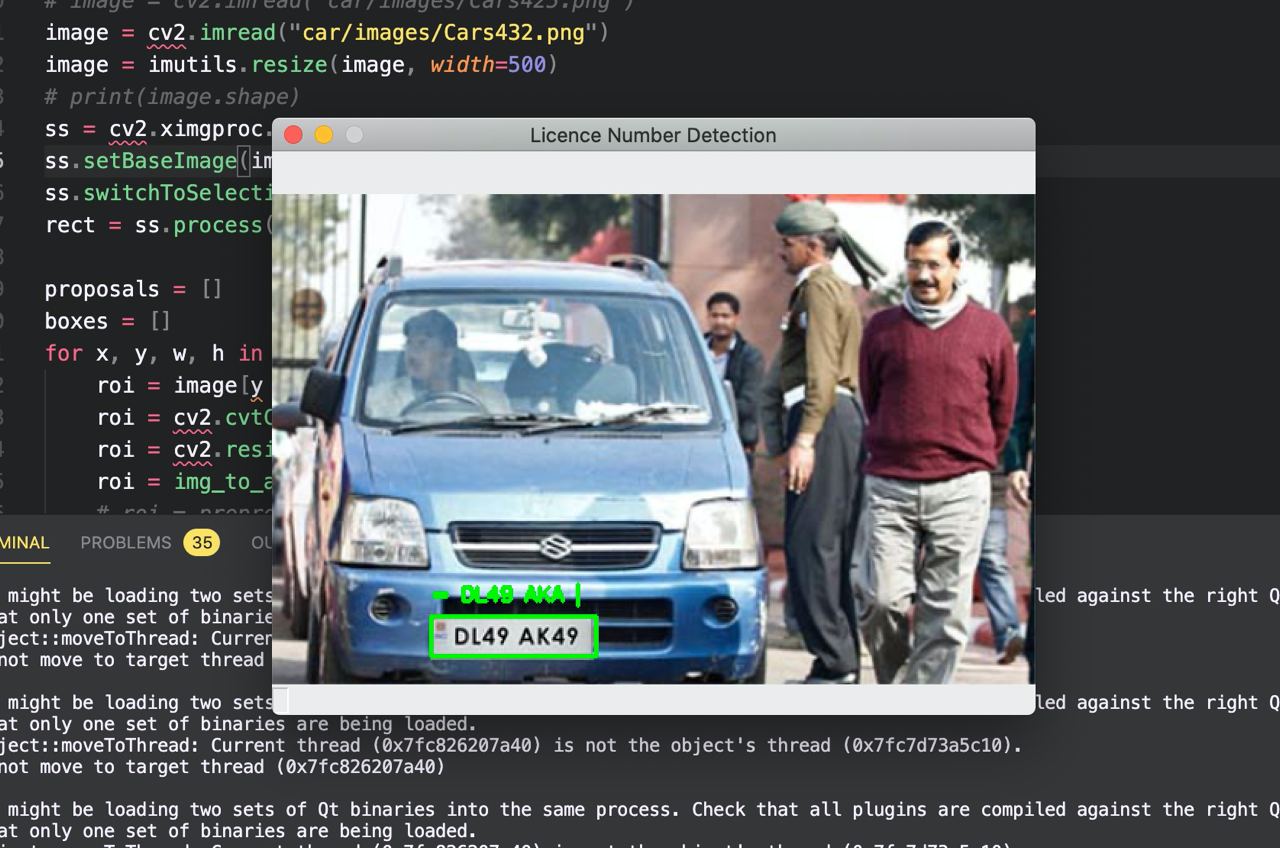 # image = cv2.imread("car/images/Cars425.png")
image = cv2.imread("car/images/Cars432.png")
image = imutils.resize(image, width=500)
# print(image.shape)
ss = cv2.ximgproc.
ss.setBaseImage(im
ss.switchToSelecti
rect = ss.process(
proposals = []
boxes = []
for x, y, w, h in
roi = image[y
roi = cv2.cvtC
roi = cv2.resi
roi = img_to_a
# roi = prepro
Licence Number Detection
- DL49 AKA |
DL49 AK49
MINAL PROBLEMS 35 OU
might be loading two sets led against the right Q
at only one set of binarie
ject::moveToThread: Curren
not move to target thread
might be loading two sets led against the right Q
at only one set of binaries are being loaded.
ject::moveToThread: Current thread (0x7fc826207a40) is not the object's thread (0x7fc7d73a5c10).
not move to target thread (0x7fc826207a40)
might be loading two sets of Qt binaries into the same process. Check that all plugins are compiled against the right Q
at only one set of binaries are being loaded.